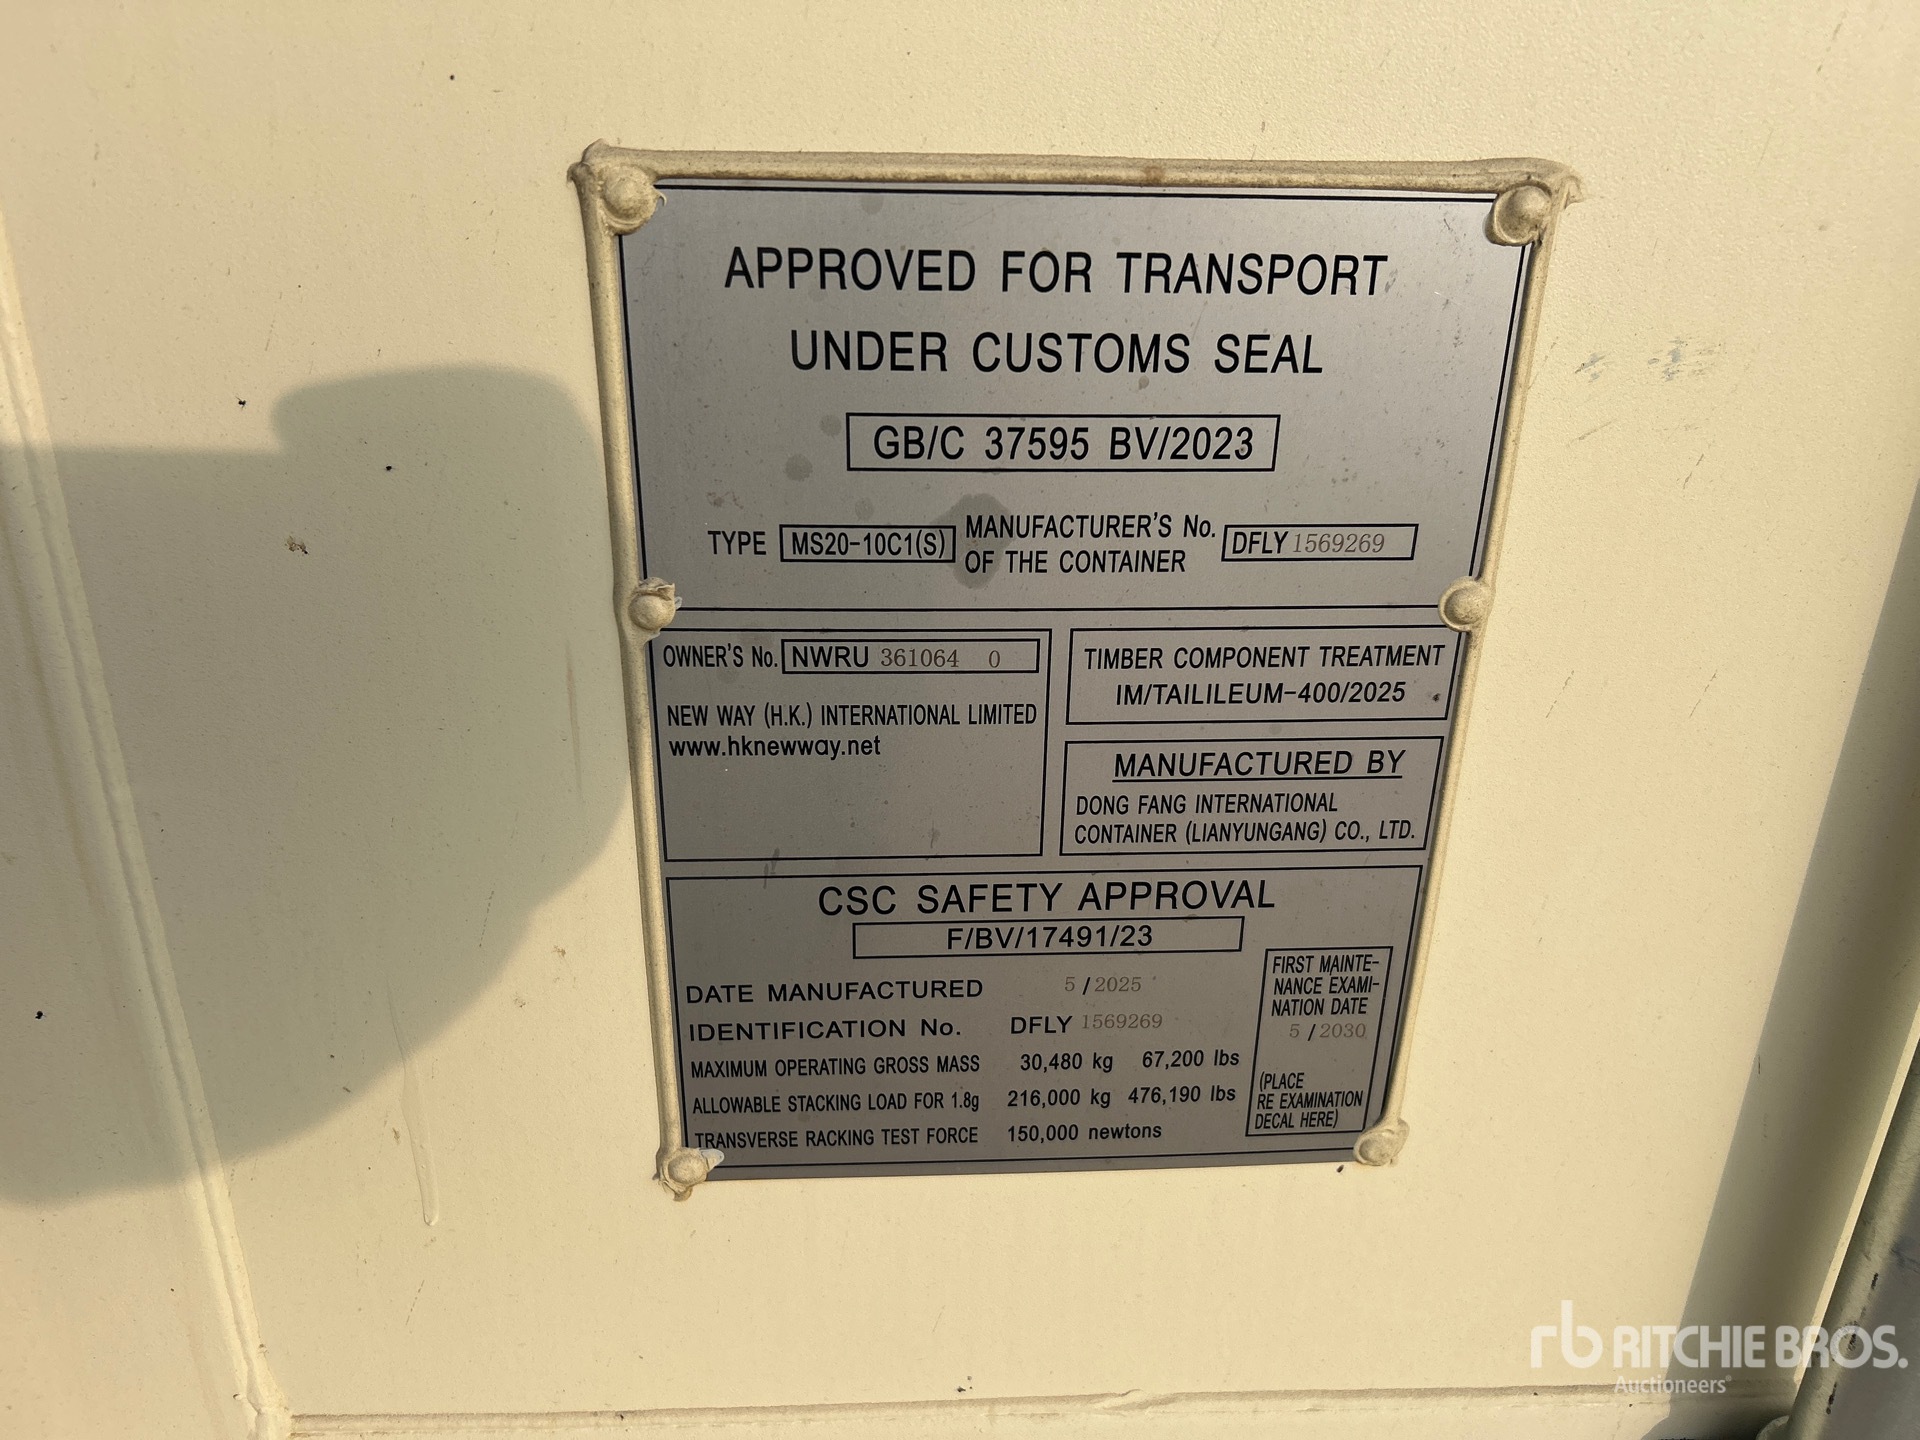 APPROVED FOR TRANSPORT
UNDER CUSTOMS SEAL
GB/C 37595 BV/2023
TYPE MS20-10C1(S) MANUFACTURER'S No. OF THE CONTAINER DFLY 1569269
OWNER'S No. NWRU 361064 0
NEW WAY (H.K.) INTERNATIONAL LIMITED
www.hknewway.net
TIMBER COMPONENT TREATMENT
IM/TAILILEUM-400/2025
MANUFACTURED BY
DONG FANG INTERNATIONAL
CONTAINER (LIANYUNGANG) CO., LTD.
CSC SAFETY APPROVAL
F/BV/17491/23
DATE MANUFACTURED 5 / 2025
IDENTIFICATION No. DFLY 1569269
MAXIMUM OPERATING GROSS MASS 30,480 kg 67,200 lbs
ALLOWABLE STACKING LOAD FOR 1.8g 216,000 kg 476,190 lbs
TRANSVERSE RACKING TEST FORCE 150,000 newtons
FIRST MAINTE-
NANCE EXAMI-
NATION DATE
5 / 2030
(PLACE
RE EXAMINATION
DECAL HERE)
rb RITCHIE BROS.
Auctioneers